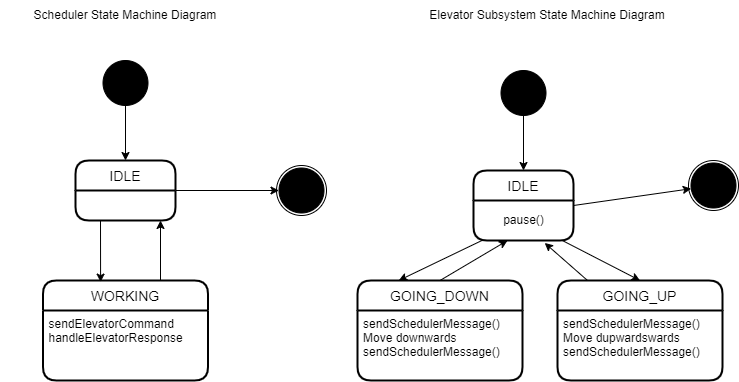 Scheduler State Machine Diagram
Elevator Subsystem State Machine Diagram
IDLE
IDLE
pause()
WORKING
sendElevatorCommand
handleElevatorResponse
GOING_DOWN
sendSchedulerMessage()
Move downwards
sendSchedulerMessage()
GOING_UP
sendSchedulerMessage()
Move dupwardswards
sendSchedulerMessage()